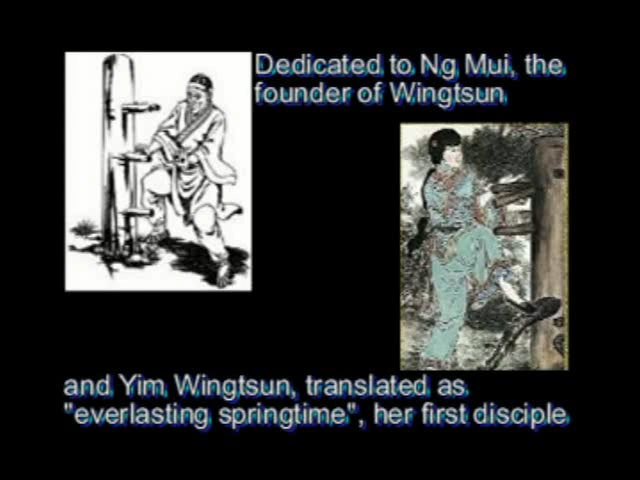 Dedicated to Ng Mui, the
founder of Wingtsun
and Yim Wingtsun, translated as
"everlasting springtime", her first disciple